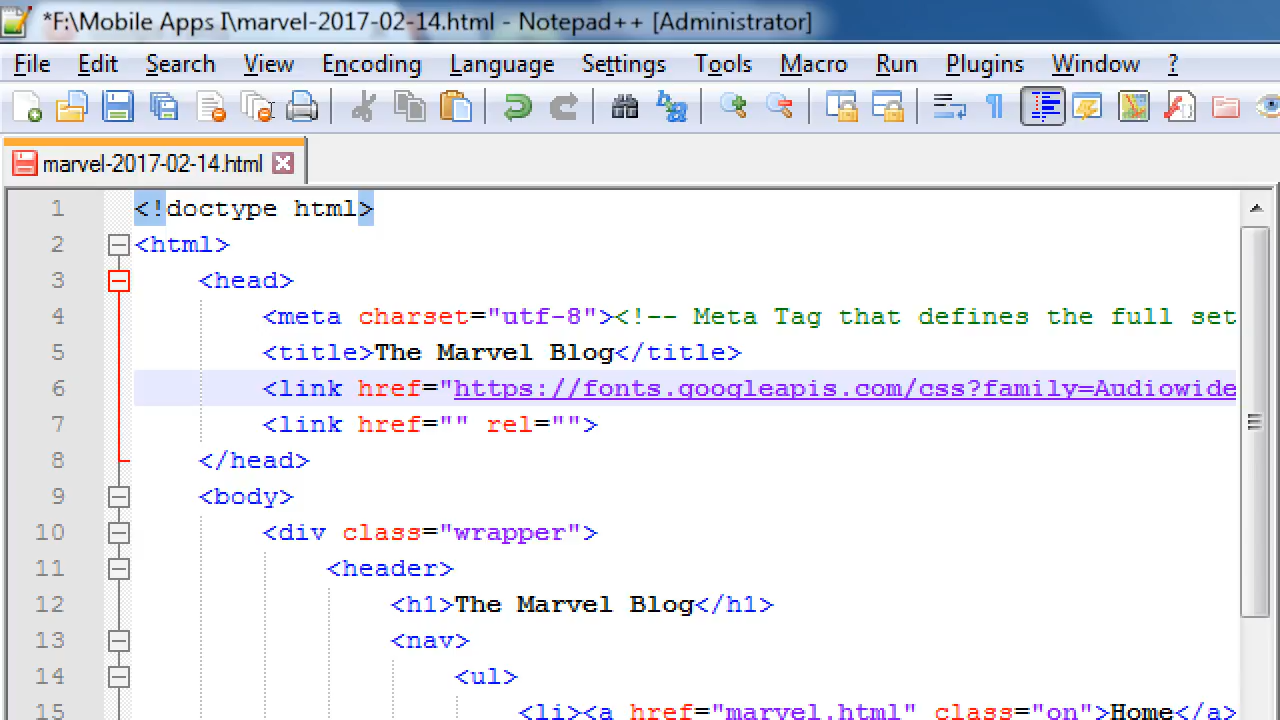 *F:\Mobile Apps I\marvel-2017-02-14.html - Notepad++ [Administrator]
File Edit Search View Encoding Language Settings Tools Macro Run Plugins Window ?
marvel-2017-02-14.html
1 <!doctype html>
2 <html>
3 <head>
4 <meta charset="utf-8"><!-- Meta Tag that defines the full set
5 <title>The Marvel Blog</title>
6 <link href="https://fonts.googleapis.com/css?family=Audiowide
7 <link href="" rel="">
8 </head>
9 <body>
10 <div class="wrapper">
11 <header>
12 <h1>The Marvel Blog</h1>
13 <nav>
14 <ul>
15 <li><a href="marvel.html" class="on">Home</a>